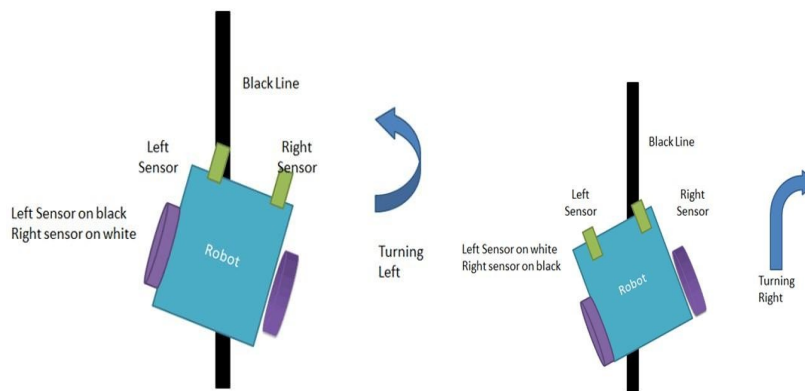 Black Line
Left
Sensor
Right
Sensor
Left Sensor on black
Right sensor on white
Robot
Turning
Left
Black Line
Left
Sensor
Right
Sensor
Left Sensor on white
Right sensor on black
Robot
Turning
Right